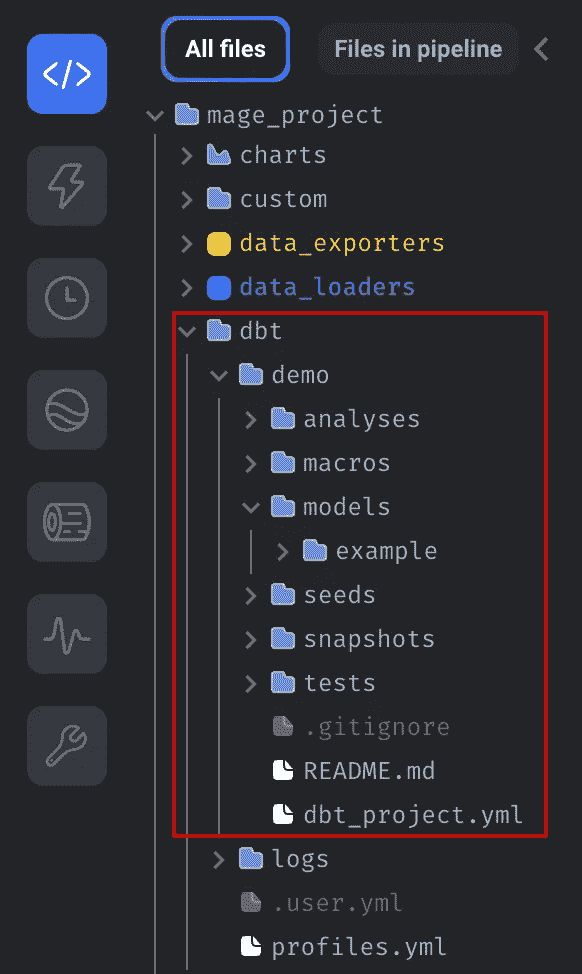 All files Files in pipeline
mage_project
charts
custom
data_exporters
data_loaders
dbt
demo
analyses
macros
models
example
seeds
snapshots
tests
.gitignore
README.md
dbt_project.yml
logs
.user.yml
profiles.yml